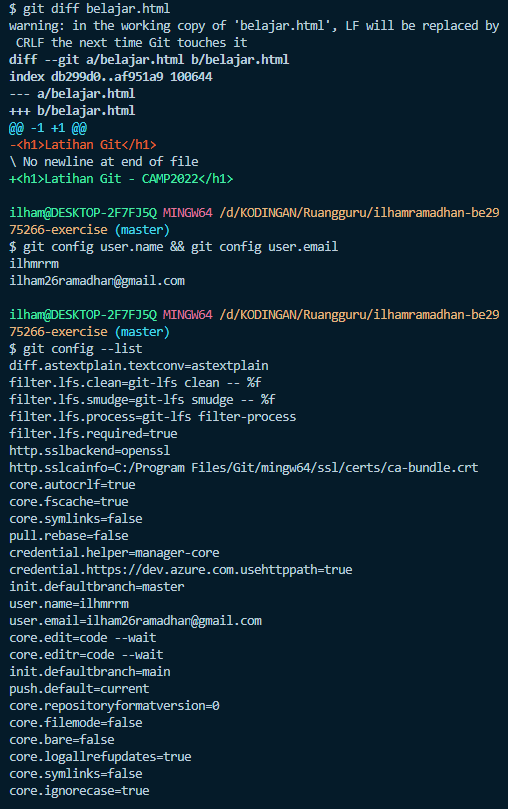 $ git diff belajar.html
warning: in the working copy of 'belajar.html', LF will be replaced by
 CRLF the next time Git touches it
diff --git a/belajar.html b/belajar.html
index db299d0..af951a9 100644
--- a/belajar.html
+++ b/belajar.html
@@ -1 +1 @@
-<h1>Latihan Git</h1>
\ No newline at end of file
+<h1>Latihan Git - CAMP2022</h1>

ilham@DESKTOP-2F7FJ5Q MINGW64 /d/KODINGAN/Ruangguru/ilhamramadhan-be29
75266-exercise (master)
$ git config user.name && git config user.email
ilhmrrm
ilham26ramadhan@gmail.com

ilham@DESKTOP-2F7FJ5Q MINGW64 /d/KODINGAN/Ruangguru/ilhamramadhan-be29
75266-exercise (master)
$ git config --list
diff.astextplain.textconv=astextplain
filter.lfs.clean=git-lfs clean -- %f
filter.lfs.smudge=git-lfs smudge -- %f
filter.lfs.process=git-lfs filter-process
filter.lfs.required=true
http.sslbackend=openssl
http.sslcainfo=C:/Program Files/Git/mingw64/ssl/certs/ca-bundle.crt
core.autocrlf=true
core.fscache=true
core.symlinks=false
pull.rebase=false
credential.helper=manager-core
credential.https://dev.azure.com.usehttppath=true
init.defaultbranch=master
user.name=ilhmrrm
user.email=ilham26ramadhan@gmail.com
core.edit=code --wait
core.editr=code --wait
init.defaultbranch=main
push.default=current
core.repositoryformatversion=0
core.filemode=false
core.bare=false
core.logallrefupdates=true
core.symlinks=false
core.ignorecase=true